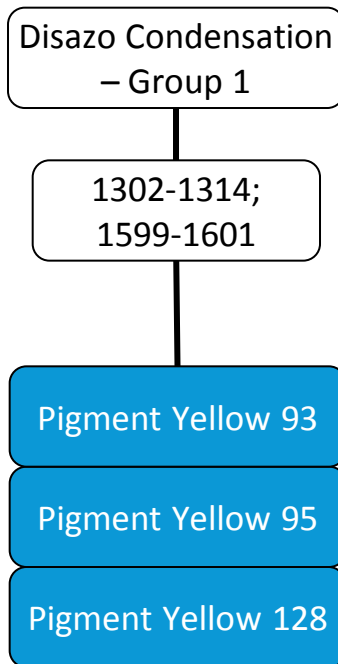 Disazo Condensation
– Group 1
1302-1314;
1599-1601
Pigment Yellow 93
Pigment Yellow 95
Pigment Yellow 128